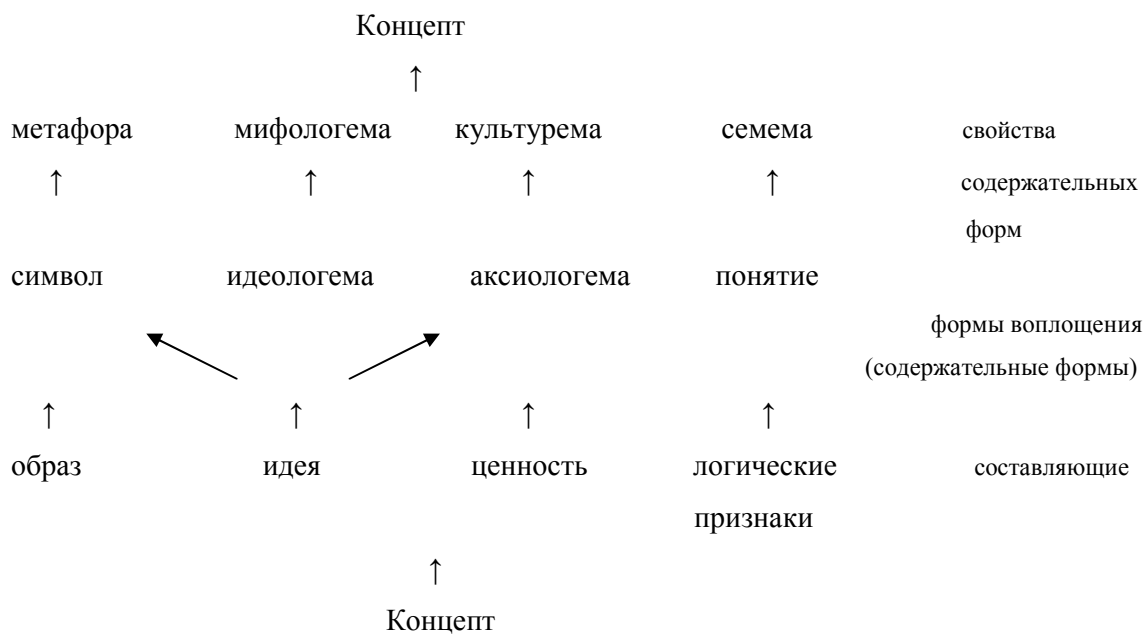 Концепт
↑
метафора мифологема культурема семема свойства
↑ ↑ ↑ ↑ содержательных
форм
символ идеологема аксиологема понятие
формы воплощения
(содержательные формы)
↑ ↑ ↑ ↑
образ идея ценность логические составляющие
признаки
↑
Концепт